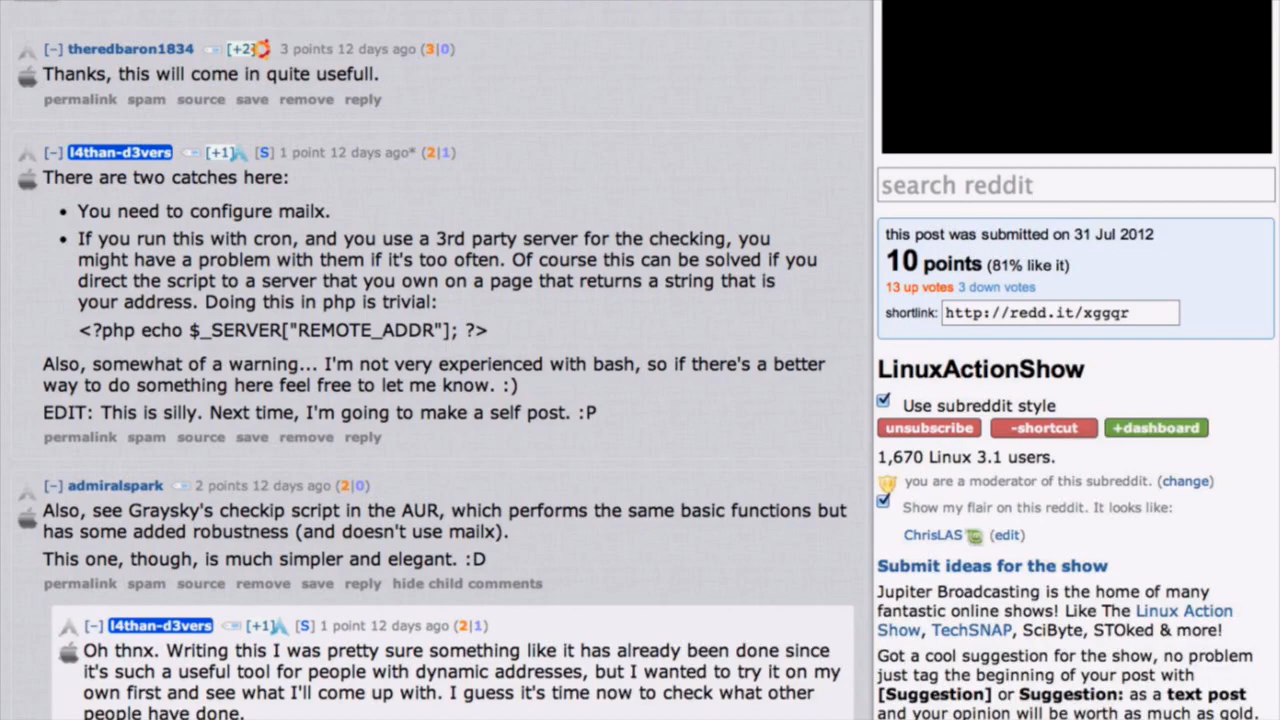 [−] theredbaron1834 [+2] 3 points 12 days ago (3|0)
Thanks, this will come in quite usefull.
permalink spam source save remove reply
[−] l4than-d3vers [+1] [S] 1 point 12 days ago* (2|1)
There are two catches here:
• You need to configure mailx.
• If you run this with cron, and you use a 3rd party server for the checking, you
might have a problem with them if it's too often. Of course this can be solved if you
direct the script to a server that you own on a page that returns a string that is
your address. Doing this in php is trivial:
<?php echo $_SERVER["REMOTE_ADDR"]; ?>
Also, somewhat of a warning... I'm not very experienced with bash, so if there's a better
way to do something here feel free to let me know. :)
EDIT: This is silly. Next time, I'm going to make a self post. :P
permalink spam source save remove reply
[−] admiralspark 2 points 12 days ago (2|0)
Also, see Graysky's checkip script in the AUR, which performs the same basic functions but
has some added robustness (and doesn't use mailx).
This one, though, is much simpler and elegant. :D
permalink spam source remove save reply hide child comments
[−] l4than-d3vers [+1] [S] 1 point 12 days ago (2|1)
Oh thnx. Writing this I was pretty sure something like it has already been done since
it's such a useful tool for people with dynamic addresses, but I wanted to try it on my
own first and see what I'll come up with. I guess it's time now to check what other
people have done.
search reddit
this post was submitted on 31 Jul 2012
10 points (81% like it)
13 up votes 3 down votes
shortlink: http://redd.it/xggqr
LinuxActionShow
Use subreddit style
unsubscribe -shortcut +dashboard
1,670 Linux 3.1 users.
you are a moderator of this subreddit. (change)
Show my flair on this reddit. It looks like:
ChrisLAS (edit)
Submit ideas for the show
Jupiter Broadcasting is the home of many
fantastic online shows! Like The Linux Action
Show, TechSNAP, SciByte, STOked & more!
Got a cool suggestion for the show, no problem
just tag the beginning of your post with
[Suggestion] or Suggestion: as a text post
and your opinion will be worth as much as gold.